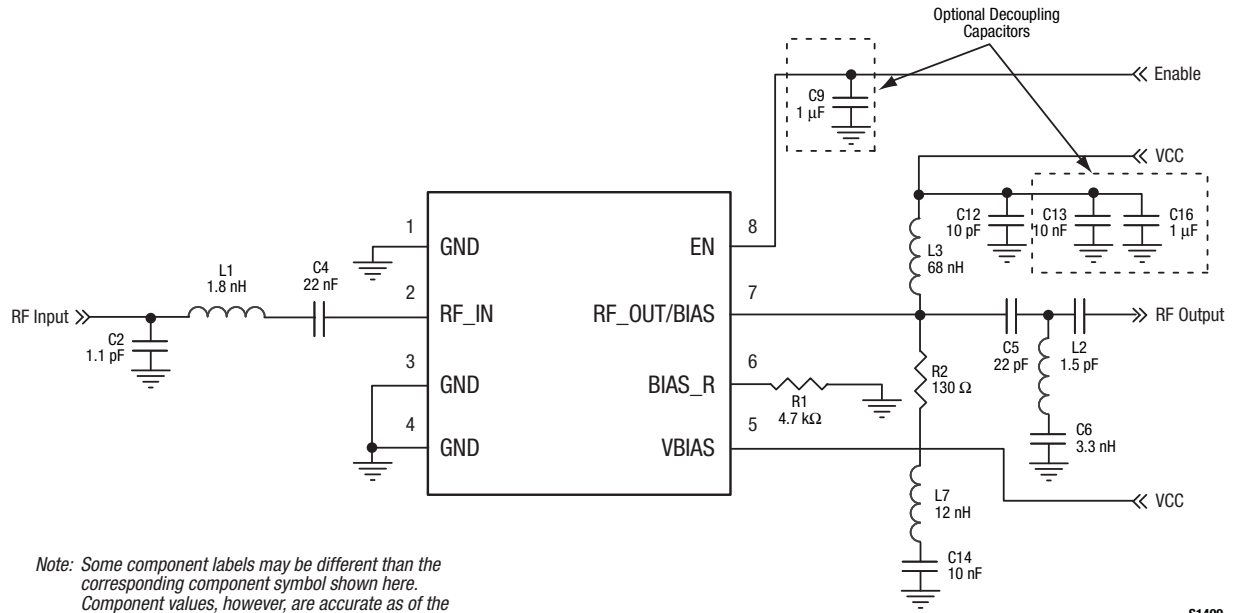 Optional Decoupling
Capacitors
Enable
C9
1 μF
VCC
C12
10 pF
C13
10 nF
C16
1 μF
L3
68 nH
1
GND
8
EN
L1
1.8 nH
C4
22 nF
2
RF_IN
7
RF_OUT/BIAS
RF Input
RF Output
C2
1.1 pF
C5
22 pF
L2
1.5 pF
3
GND
6
BIAS_R
R1
4.7 kΩ
R2
130 Ω
C6
3.3 nH
4
GND
5
VBIAS
VCC
L7
12 nH
C14
10 nF
Note: Some component labels may be different than the
corresponding component symbol shown here.
Component values, however, are accurate as of the